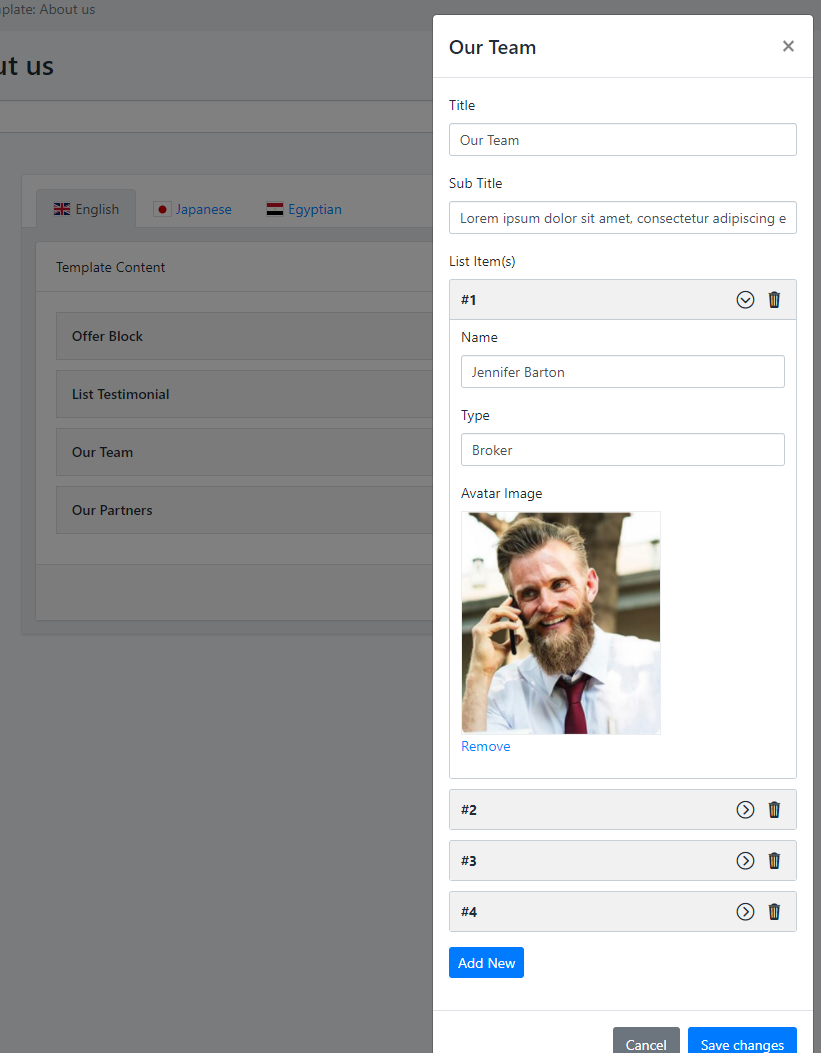 Template: About us
About us
English
Japanese
Egyptian
Template Content
Offer Block
List Testimonial
Our Team
Our Partners
Our Team
×
Title
Our Team
Sub Title
Lorem ipsum dolor sit amet, consectetur adipiscing e
List Item(s)
#1
Name
Jennifer Barton
Type
Broker
Avatar Image
Remove
#2
#3
#4
Add New
Cancel
Save changes